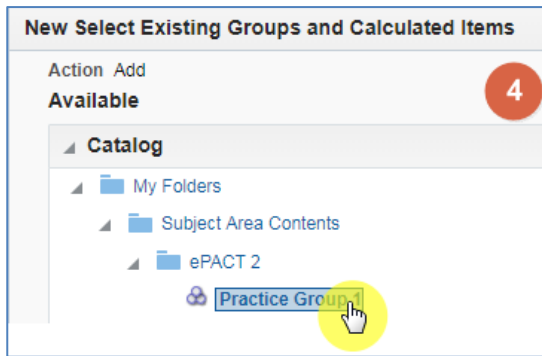 New Select Existing Groups and Calculated Items
Action Add
4
Available
Catalog
My Folders
Subject Area Contents
ePACT 2
Practice Group 1